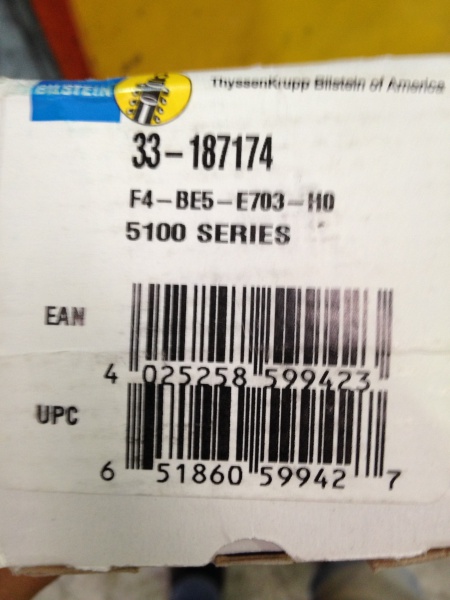 BILSTEIN
ThyssenKrupp Bilstein of America
33-187174
F4-BE5-E703-H0
5100 SERIES
EAN
4 025258 599423
UPC
6 51860 59942 7